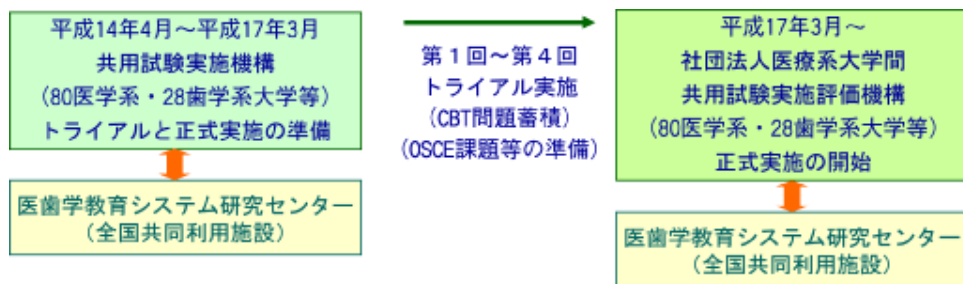 平成14年4月～平成17年3月
共用試験実施機構
（80医学系・28歯学系大学等）
トライアルと正式実施の準備
医歯学教育システム研究センター
（全国共同利用施設）
第１回～第４回
トライアル実施
（CBT問題蓄積）
（OSCE課題等の準備）
平成17年3月～
社団法人医療系大学間
共用試験実施評価機構
（80医学系・28歯学系大学等）
正式実施の開始
医歯学教育システム研究センター
（全国共同利用施設）